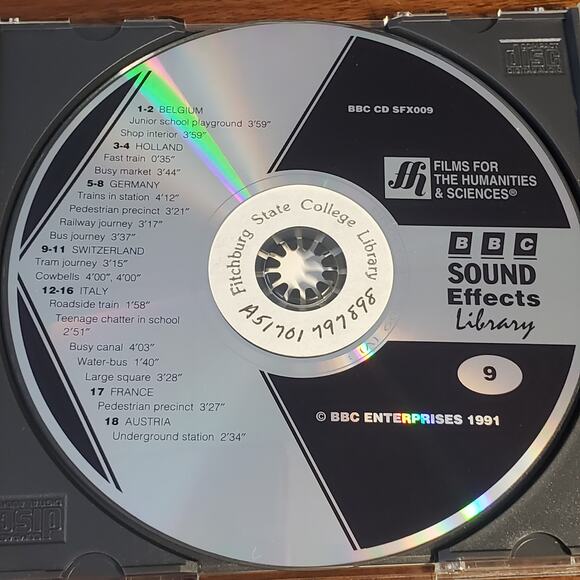 COMPACT
disc
DIGITAL AUDIO
1-2 BELGIUM
Junior school playground 3'59"
Shop interior 3'59"
3-4 HOLLAND
Fast train 0'35"
Busy market 3'44"
5-8 GERMANY
Trains in station 4'12"
Pedestrian precinct 3'21"
Railway journey 3'17"
Bus journey 3'37"
9-11 SWITZERLAND
Tram journey 3'15"
Cowbells 4'00", 4'00"
12-16 ITALY
Roadside train 1'58"
Teenage chatter in school
2'51"
Busy canal 4'03"
Water-bus 1'40"
Large square 3'28"
17 FRANCE
Pedestrian precinct 3'27"
18 AUSTRIA
Underground station 2'34"
Fitchburg State College Library
A51701 797898
BBC CD SFX009
ffh
FILMS FOR
THE HUMANITIES
& SCIENCES®
BBC
SOUND
Effects
Library
9
© BBC ENTERPRISES 1991
disc